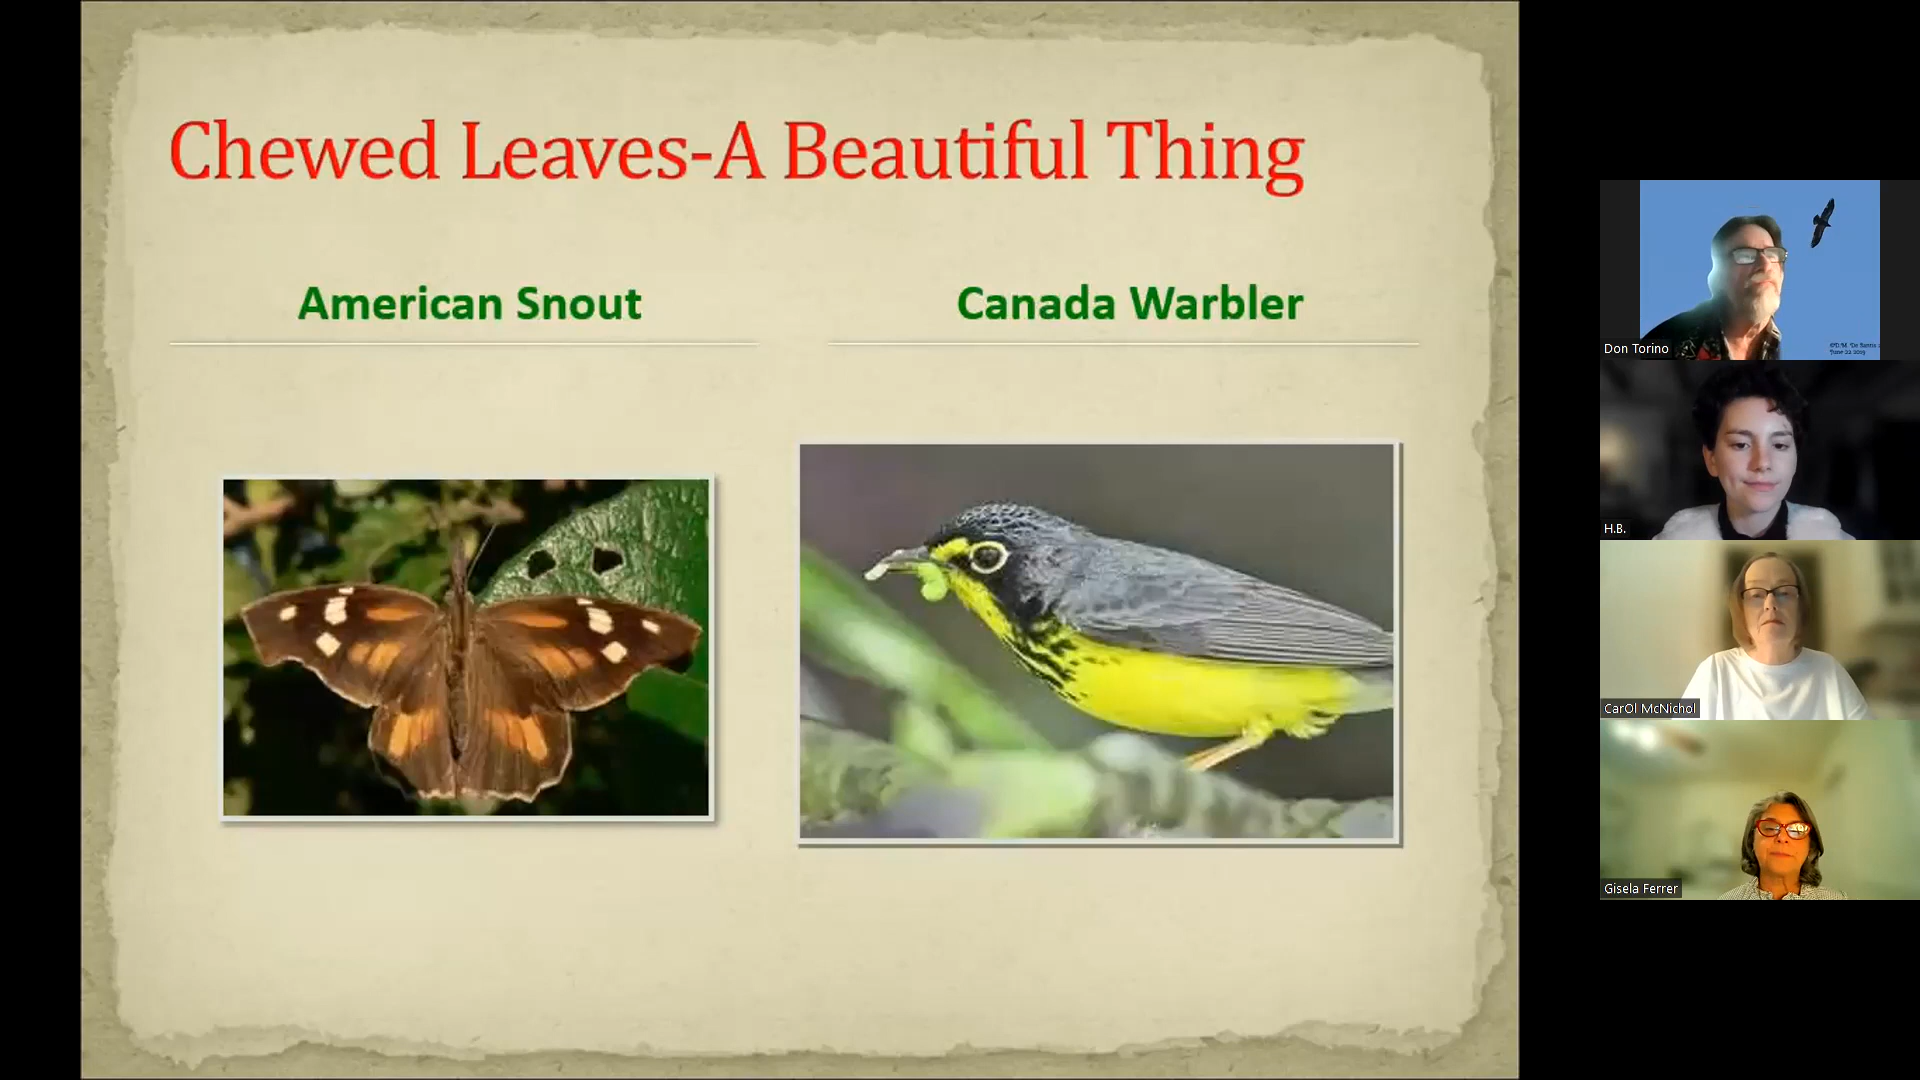 Chewed Leaves-A Beautiful Thing
American Snout
Canada Warbler
Don Torino
H.B.
CarOl McNichol
Gisela Ferrer